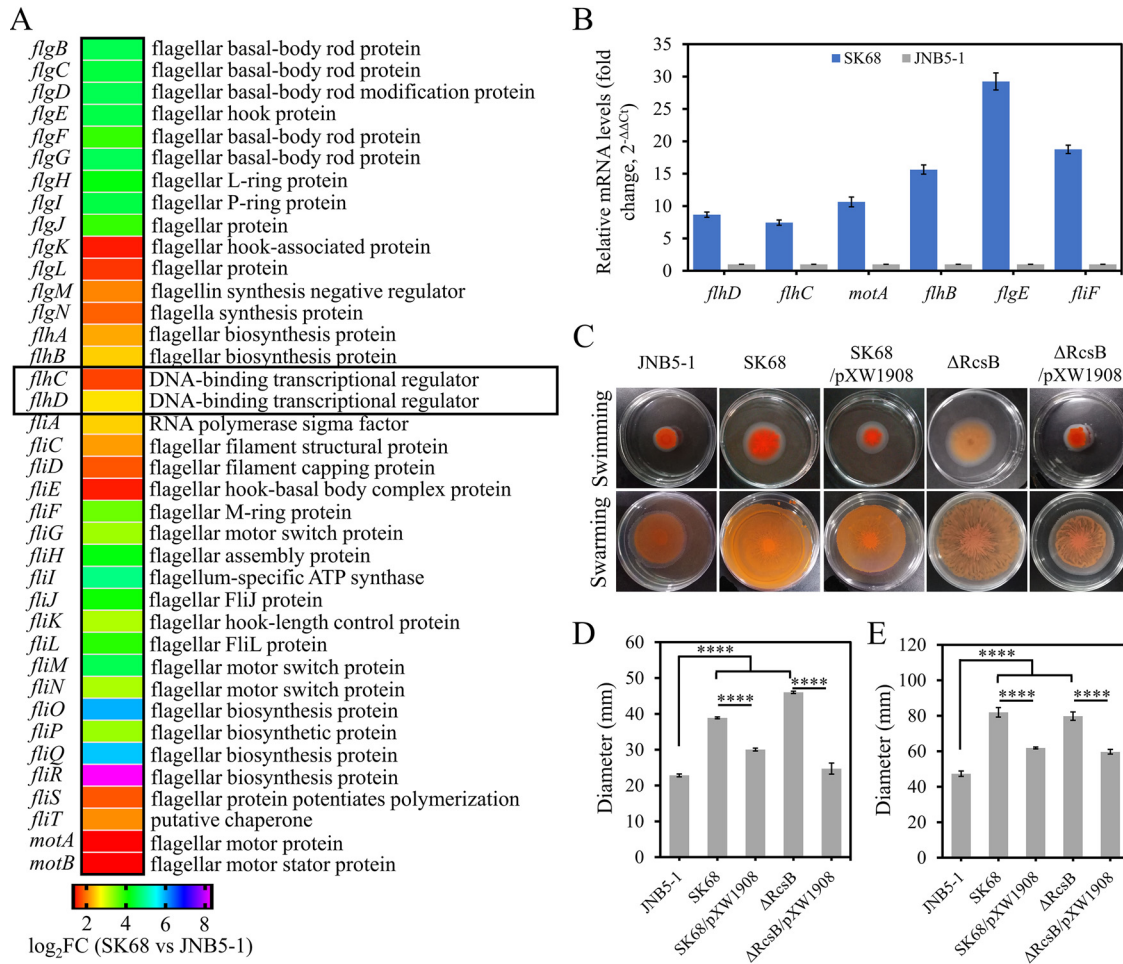 A
flgB flagellar basal-body rod protein
flgC flagellar basal-body rod protein
flgD flagellar basal-body rod modification protein
flgE flagellar hook protein
flgF flagellar basal-body rod protein
flgG flagellar basal-body rod protein
flgH flagellar L-ring protein
flgI flagellar P-ring protein
flgJ flagellar protein
flgK flagellar hook-associated protein
flgL flagellar protein
flgM flagellin synthesis negative regulator
flgN flagella synthesis protein
flhA flagellar biosynthesis protein
flhB flagellar biosynthesis protein
flhC DNA-binding transcriptional regulator
flhD DNA-binding transcriptional regulator
fliA RNA polymerase sigma factor
fliC flagellar filament structural protein
fliD flagellar filament capping protein
fliE flagellar hook-basal body complex protein
fliF flagellar M-ring protein
fliG flagellar motor switch protein
fliH flagellar assembly protein
fliI flagellum-specific ATP synthase
fliJ flagellar FliJ protein
fliK flagellar hook-length control protein
fliL flagellar FliL protein
fliM flagellar motor switch protein
fliN flagellar motor switch protein
fliO flagellar biosynthesis protein
fliP flagellar biosynthetic protein
fliQ flagellar biosynthesis protein
fliR flagellar biosynthesis protein
fliS flagellar protein potentiates polymerization
fliT putative chaperone
motA flagellar motor protein
motB flagellar motor stator protein
2 4 6 8
log₂FC (SK68 vs JNB5-1)
B
Relative mRNA levels (fold
change, 2^-ΔΔCt)
35
30
25
20
15
10
5
0
SK68 JNB5-1
flhD flhC motA flhB flgE fliF
C
JNB5-1 SK68 SK68 ΔRcsB ΔRcsB
/pXW1908 /pXW1908
Swimming
Swarming
D
Diameter (mm)
60
50
40
30
20
10
0
****
**** ****
JNB5-1 SK68 SK68/pXW1908 ΔRcsB ΔRcsB/pXW1908
E
Diameter (mm)
120
100
80
60
40
20
0
****
**** ****
JNB5-1 SK68 SK68/pXW1908 ΔRcsB ΔRcsB/pXW1908